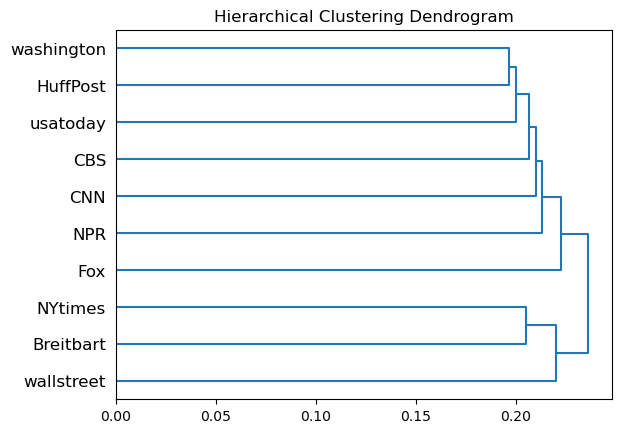 Hierarchical Clustering Dendrogram
washington
HuffPost
usatoday
CBS
CNN
NPR
Fox
NYtimes
Breitbart
wallstreet
0.00 0.05 0.10 0.15 0.20